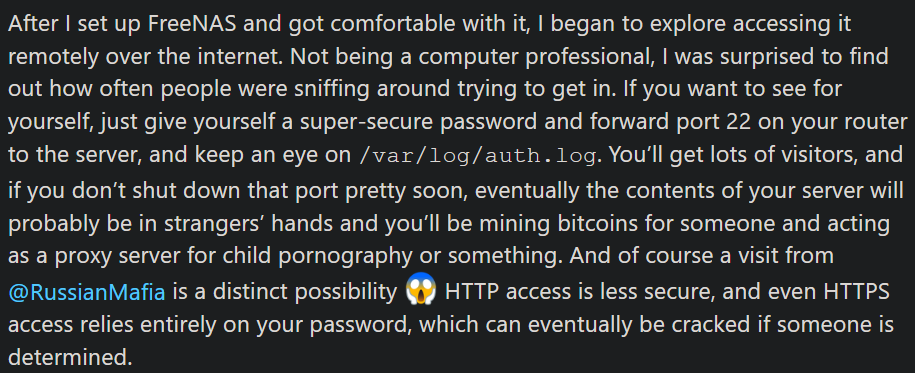 After I set up FreeNAS and got comfortable with it, I began to explore accessing it
remotely over the internet. Not being a computer professional, I was surprised to find
out how often people were sniffing around trying to get in. If you want to see for
yourself, just give yourself a super-secure password and forward port 22 on your router
to the server, and keep an eye on /var/log/auth.log. You’ll get lots of visitors, and
if you don’t shut down that port pretty soon, eventually the contents of your server will
probably be in strangers’ hands and you’ll be mining bitcoins for someone and acting
as a proxy server for child pornography or something. And of course a visit from
@RussianMafia is a distinct possibility 😱 HTTP access is less secure, and even HTTPS
access relies entirely on your password, which can eventually be cracked if someone is
determined.